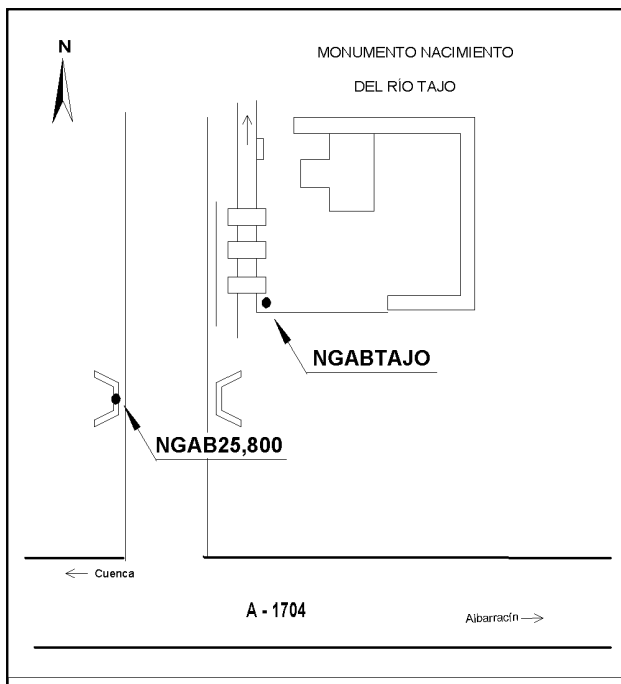 N
MONUMENTO NACIMIENTO
DEL RÍO TAJO
NGABTAJO
NGAB25,800
← Cuenca
A - 1704
Albarracín →